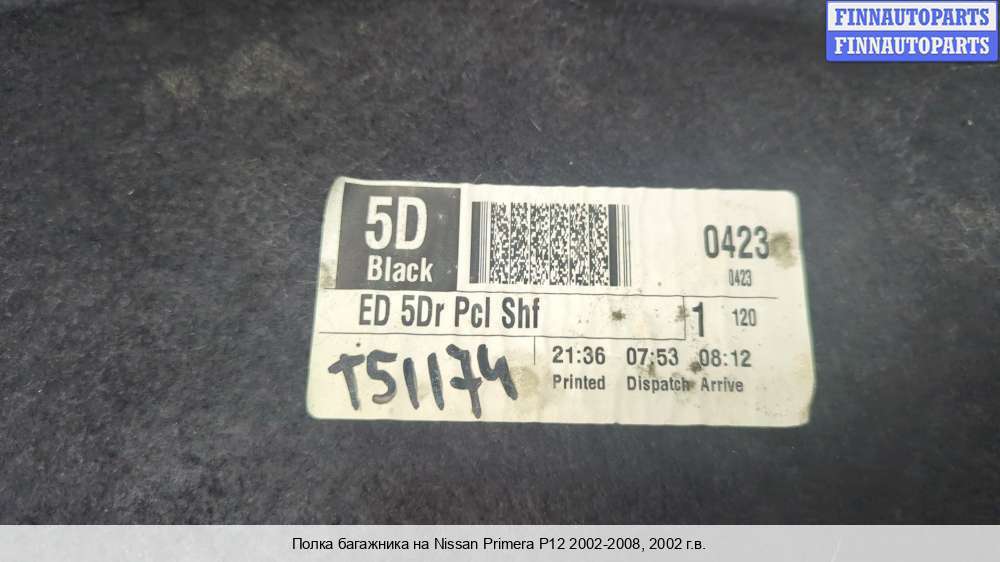 FINNAUTOPARTS
FINNAUTOPARTS
5D
Black
0423
0423
ED 5Dr Pcl Shf
1 120
21:36 07:53 08:12
Printed Dispatch Arrive
T51174
Полка багажника на Nissan Primera P12 2002-2008, 2002 г.в.